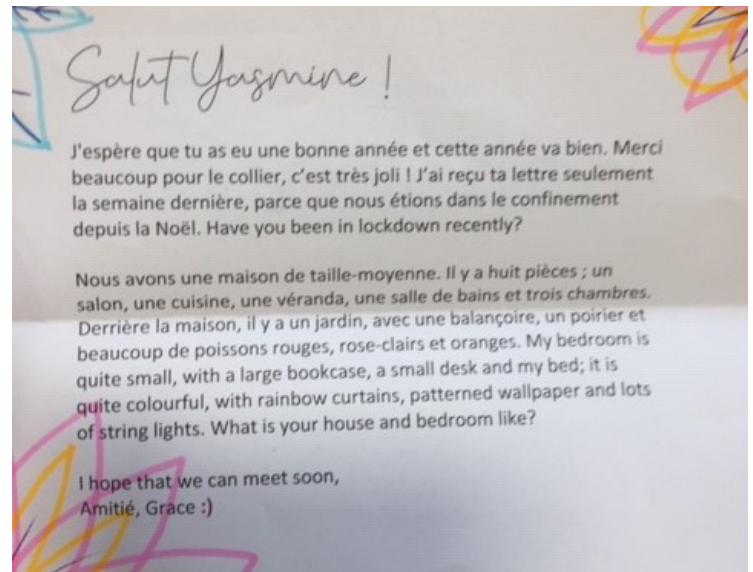 Salut Yasmine !
J'espère que tu as eu une bonne année et cette année va bien. Merci
beaucoup pour le collier, c’est très joli ! J’ai reçu ta lettre seulement
la semaine dernière, parce que nous étions dans le confinement
depuis la Noël. Have you been in lockdown recently?
Nous avons une maison de taille-moyenne. Il y a huit pièces ; un
salon, une cuisine, une véranda, une salle de bains et trois chambres.
Derrière la maison, il y a un jardin, avec une balançoire, un poirier et
beaucoup de poissons rouges, rose-clairs et oranges. My bedroom is
quite small, with a large bookcase, a small desk and my bed; it is
quite colourful, with rainbow curtains, patterned wallpaper and lots
of string lights. What is your house and bedroom like?
I hope that we can meet soon,
Amitié, Grace :)